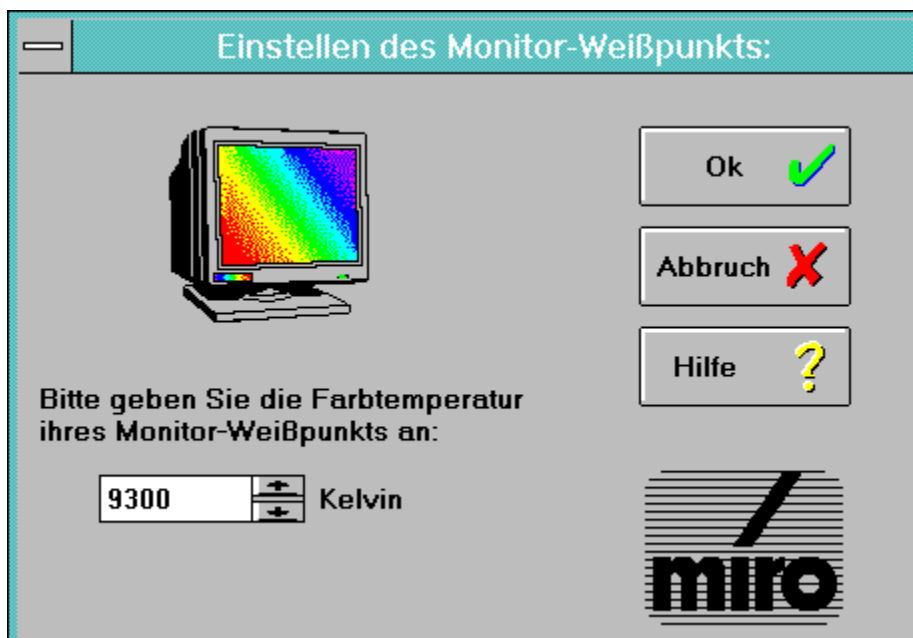 Einstellen des Monitor-Weißpunkts:
Ok
Abbruch
Hilfe
Bitte geben Sie die Farbtemperatur
ihres Monitor-Weißpunkts an:
9300 Kelvin
miro